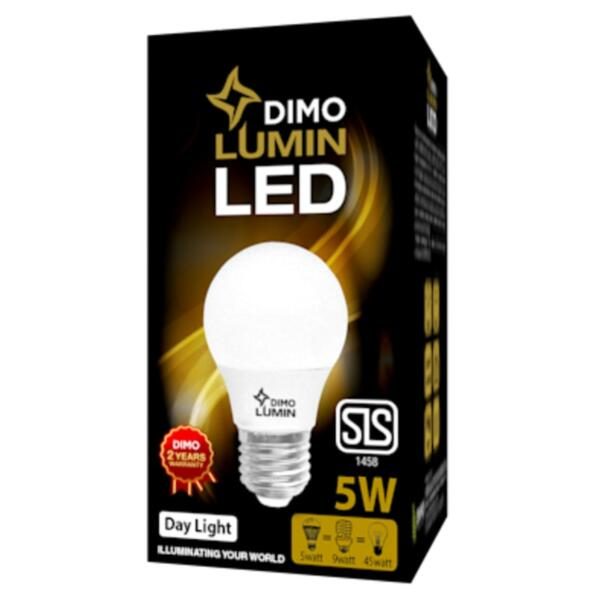 DIMO
LUMIN
LED
DIMO
LUMIN
DIMO
2 YEARS
WARRANTY
SLS
1458
5W
Day Light
= =
5watt 9watt 45watt
ILLUMINATING YOUR WORLD